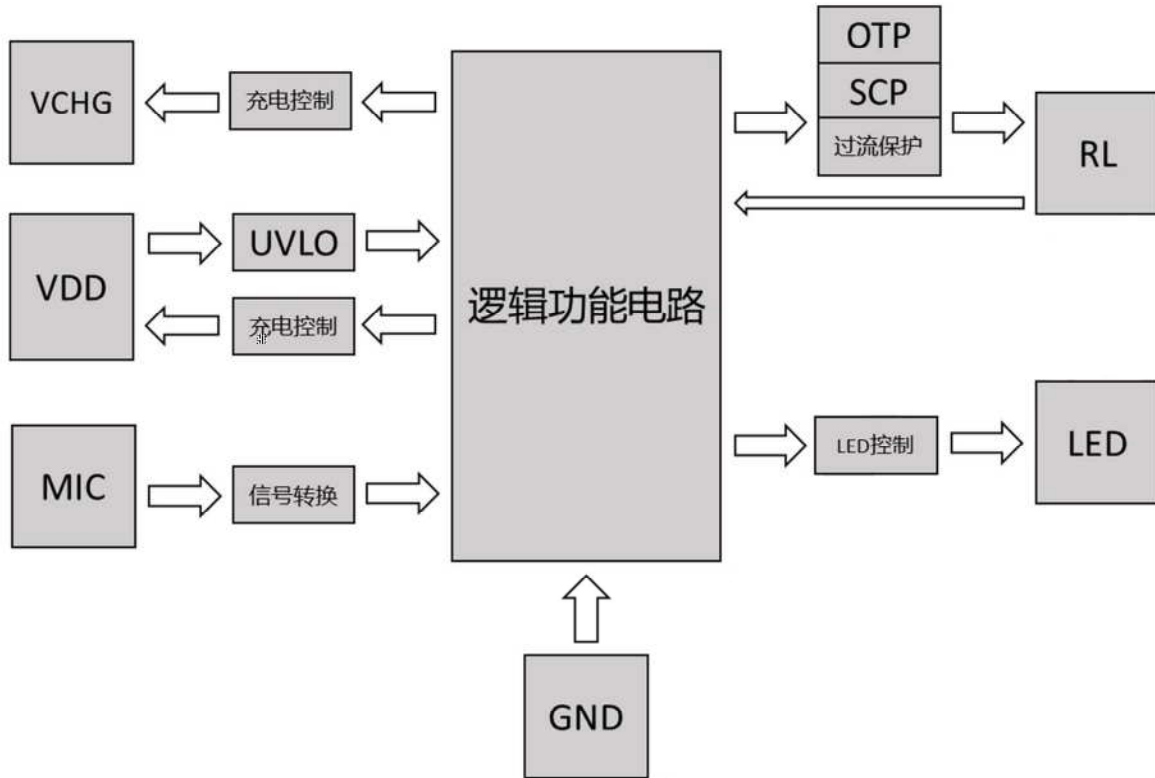 OTP
SCP
过流保护
VCHG
充电控制
RL
VDD
UVLO
充电控制
逻辑功能电路
MIC
信号转换
LED控制
LED
GND